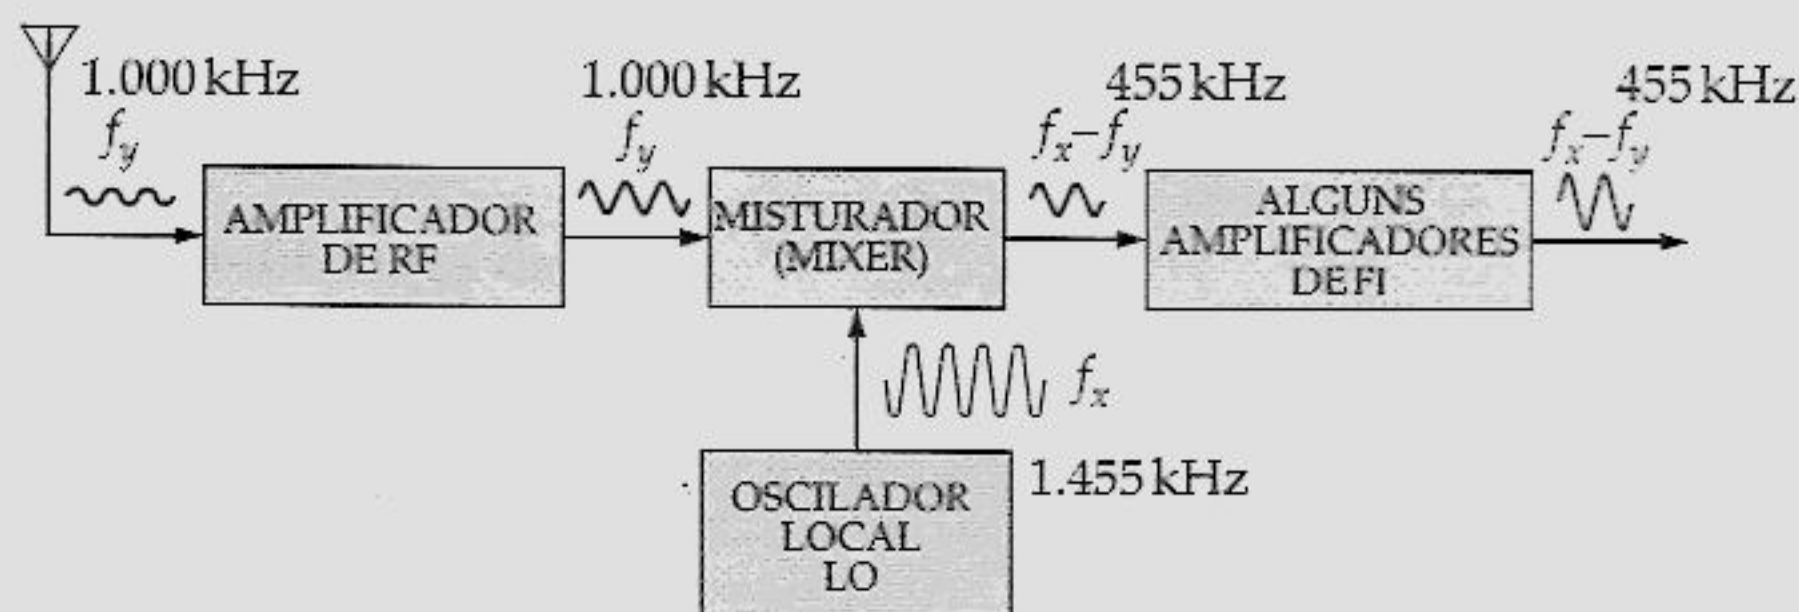 1.000 kHz
f_y
AMPLIFICADOR
DE RF
1.000 kHz
f_y
MISTURADOR
(MIXER)
455 kHz
f_x–f_y
ALGUNS
AMPLIFICADORES
DE FI
455 kHz
f_x–f_y
f_x
OSCILADOR
LOCAL
LO
1.455 kHz